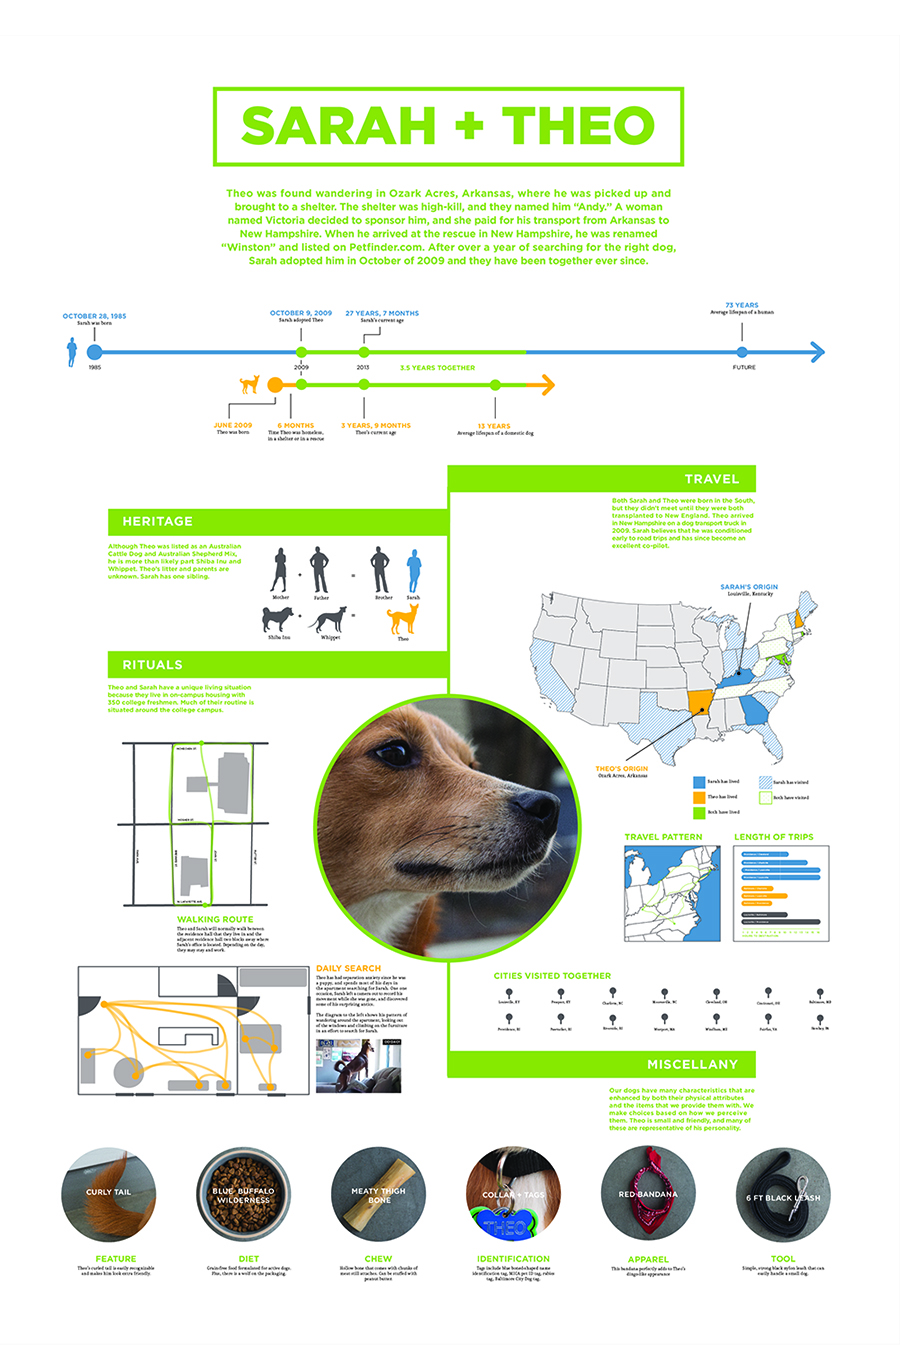 SARAH + THEO
Theo was found wandering in Ozark Acres, Arkansas, where he was picked up and
brought to a shelter. The shelter was high-kill, and they named him “Andy.” A woman
named Victoria decided to sponsor him, and she paid for his transport from Arkansas to
New Hampshire. When he arrived at the rescue in New Hampshire, he was renamed
“Winston” and listed on Petfinder.com. After over a year of searching for the right dog,
Sarah adopted him in October of 2009 and they have been together ever since.
OCTOBER 28, 1985
Sarah was born
OCTOBER 9, 2009
Sarah adopted Theo
27 YEARS, 7 MONTHS
Sarah's current age
73 YEARS
Average lifespan of a human
1985
2009
2013
3.5 YEARS TOGETHER
FUTURE
JUNE 2009
Theo was born
6 MONTHS
Time Theo was homeless,
in a shelter or in a rescue
3 YEARS, 9 MONTHS
Theo's current age
13 YEARS
Average lifespan of a domestic dog
TRAVEL
Both Sarah and Theo were born in the South,
but they didn't meet until they were both
transplanted to New England. Theo arrived
in New Hampshire on a dog transport truck in
2009. Sarah believes that he was conditioned
early to road trips and has since become an
excellent co-pilot.
HERITAGE
Although Theo was listed as an Australian
Cattle Dog and Australian Shepherd Mix,
he is more than likely part Shiba Inu and
Whippet. Theo's litter and parents are
unknown. Sarah has one sibling.
+ =
Mother Father Brother Sarah
+ =
Shiba Inu Whippet Theo
SARAH'S ORIGIN
Louisville, Kentucky
THEO'S ORIGIN
Ozark Acres, Arkansas
Sarah has lived
Sarah has visited
Theo has lived
Both have visited
Both have lived
RITUALS
Theo and Sarah have a unique living situation
because they live in on-campus housing with
350 college freshmen. Much of their routine is
situated around the college campus.
WALKING ROUTE
Theo and Sarah will normally walk between
the residence hall that they live in and the
adjacent residence hall two blocks away where
Sarah's office is located. Depending on the day,
they may stay and work.
TRAVEL PATTERN
LENGTH OF TRIPS
DAILY SEARCH
Theo has had separation anxiety since he was
a puppy, and spends most of his days in
the apartment searching for Sarah. One
occasion, Sarah left a camera out to record his
movement while she was gone, and discovered
some of his surprising antics.
The diagram to the left shows his pattern of
wandering around the apartment, looking out
of the windows and climbing on the furniture
in an effort to search for Sarah.
CITIES VISITED TOGETHER
Louisville, KY
Charlotte, NC
Cleveland, OH
Cincinnati, OH
Baltimore, MD
Providence, RI
Nantucket, RI
Westport, MA
Windham, ME
Fairfax, VA
MISCELLANY
Our dogs have many characteristics that are
enhanced by both their physical attributes
and the items that we provide them with. We
make choices based on how we perceive
them. Theo is small and friendly, and many of
these are representative of his personality.
CURLY TAIL
BLUE BUFFALO
WILDERNESS
MEATY THIGH
BONE
COLLAR + TAGS
THEO
RED BANDANA
6 FT BLACK LEASH
FEATURE
Theo's curled tail is easily recognizable
and makes him look extra friendly.
DIET
Grain-free food formulated for active dogs.
Plus, there is a wolf on the packaging.
CHEW
Hollow bone that comes with chunks of
meat still attaches. Can be stuffed with
peanut butter.
IDENTIFICATION
Tags include blue boned-shaped name
identification tag, MICA pet ID tag, rabies
tag, Baltimore City Dog tag.
APPAREL
This bandana perfectly adds to Theo's
dingo-like appearance
TOOL
Simple, strong black nylon leash that can
easily handle a small dog.